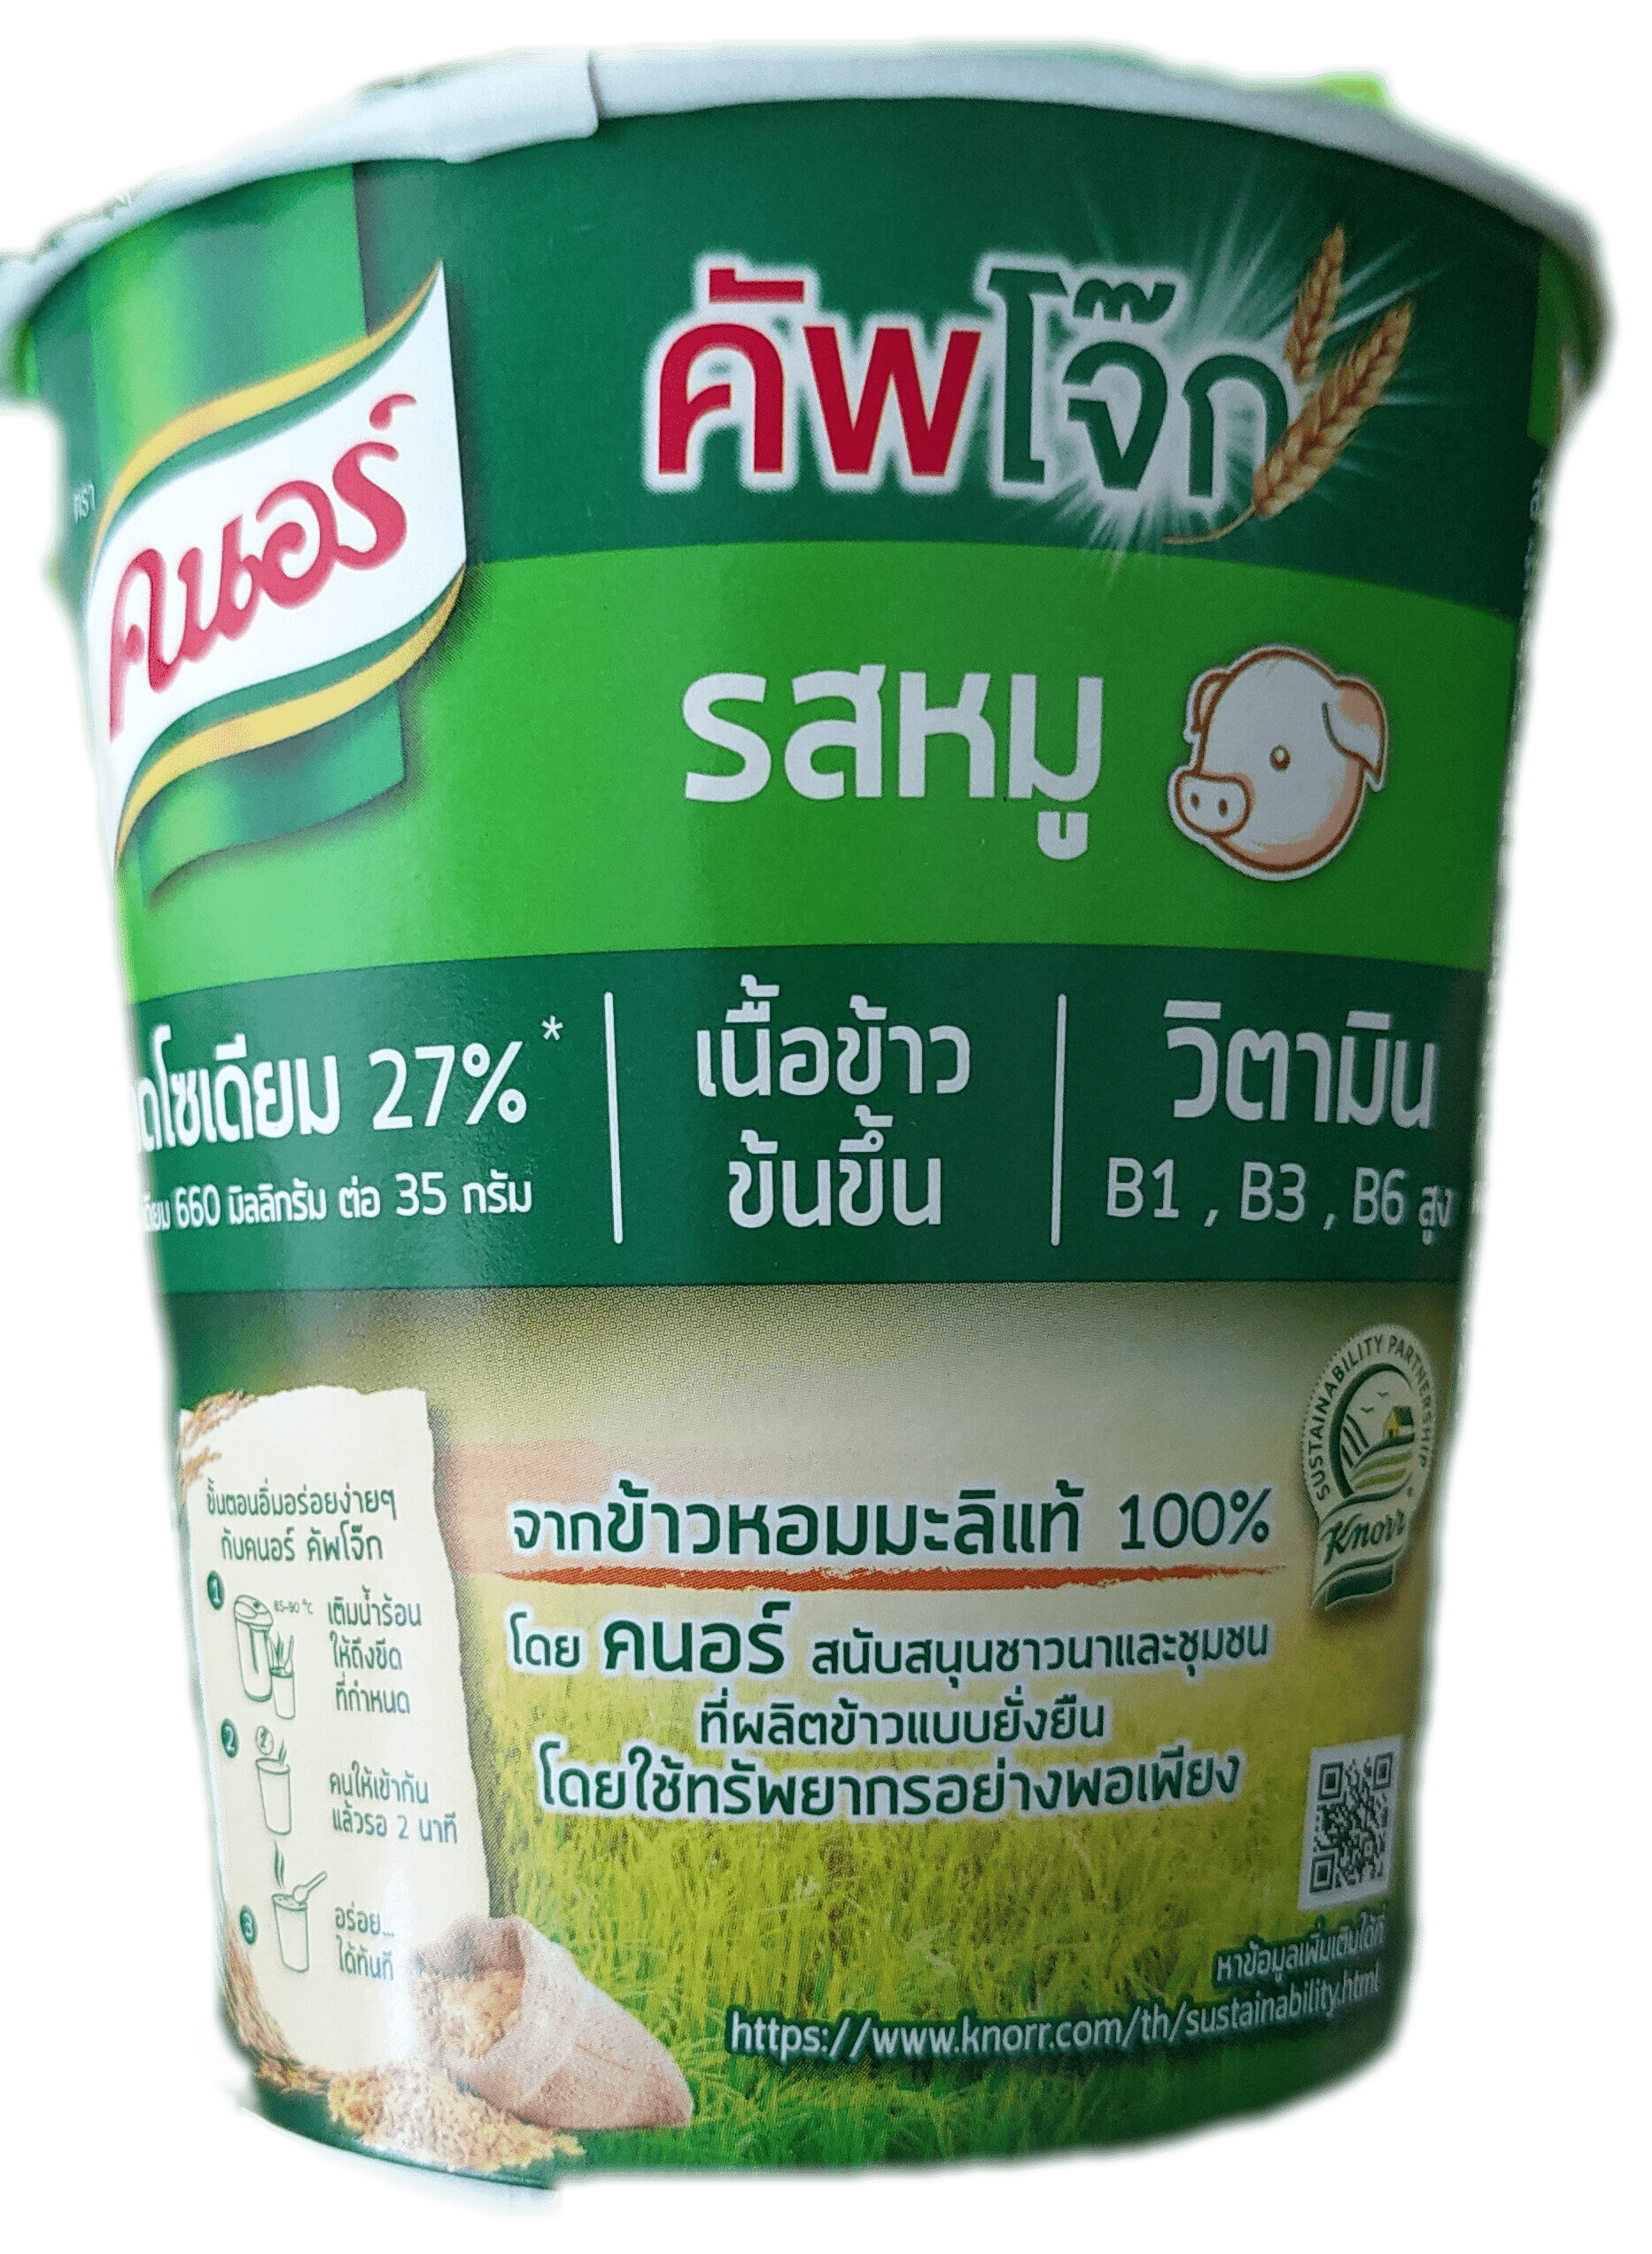 ตรา
คนอร์
คัพโจ๊ก
รสหมู
โซเดียม 27%*
660 มิลลิกรัม ต่อ 35 กรัม
เนื้อข้าว
ข้นขึ้น
วิตามิน
B1 , B3 , B6 สูง
SUSTAINABILITY PARTNERSHIP
Knorr
ขั้นตอนอิ่มอร่อยง่ายๆ
กับคนอร์ คัพโจ๊ก
1
85-90 °C
เติมน้ำร้อน
ให้ถึงขีด
ที่กำหนด
2
คนให้เข้ากัน
แล้วรอ 2 นาที
3
อร่อย...
ได้ทันที
จากข้าวหอมมะลิแท้ 100%
โดย คนอร์ สนับสนุนชาวนาและชุมชน
ที่ผลิตข้าวแบบยั่งยืน
โดยใช้ทรัพยากรอย่างพอเพียง
หาข้อมูลเพิ่มเติมได้ที่
https://www.knorr.com/th/sustainability.html